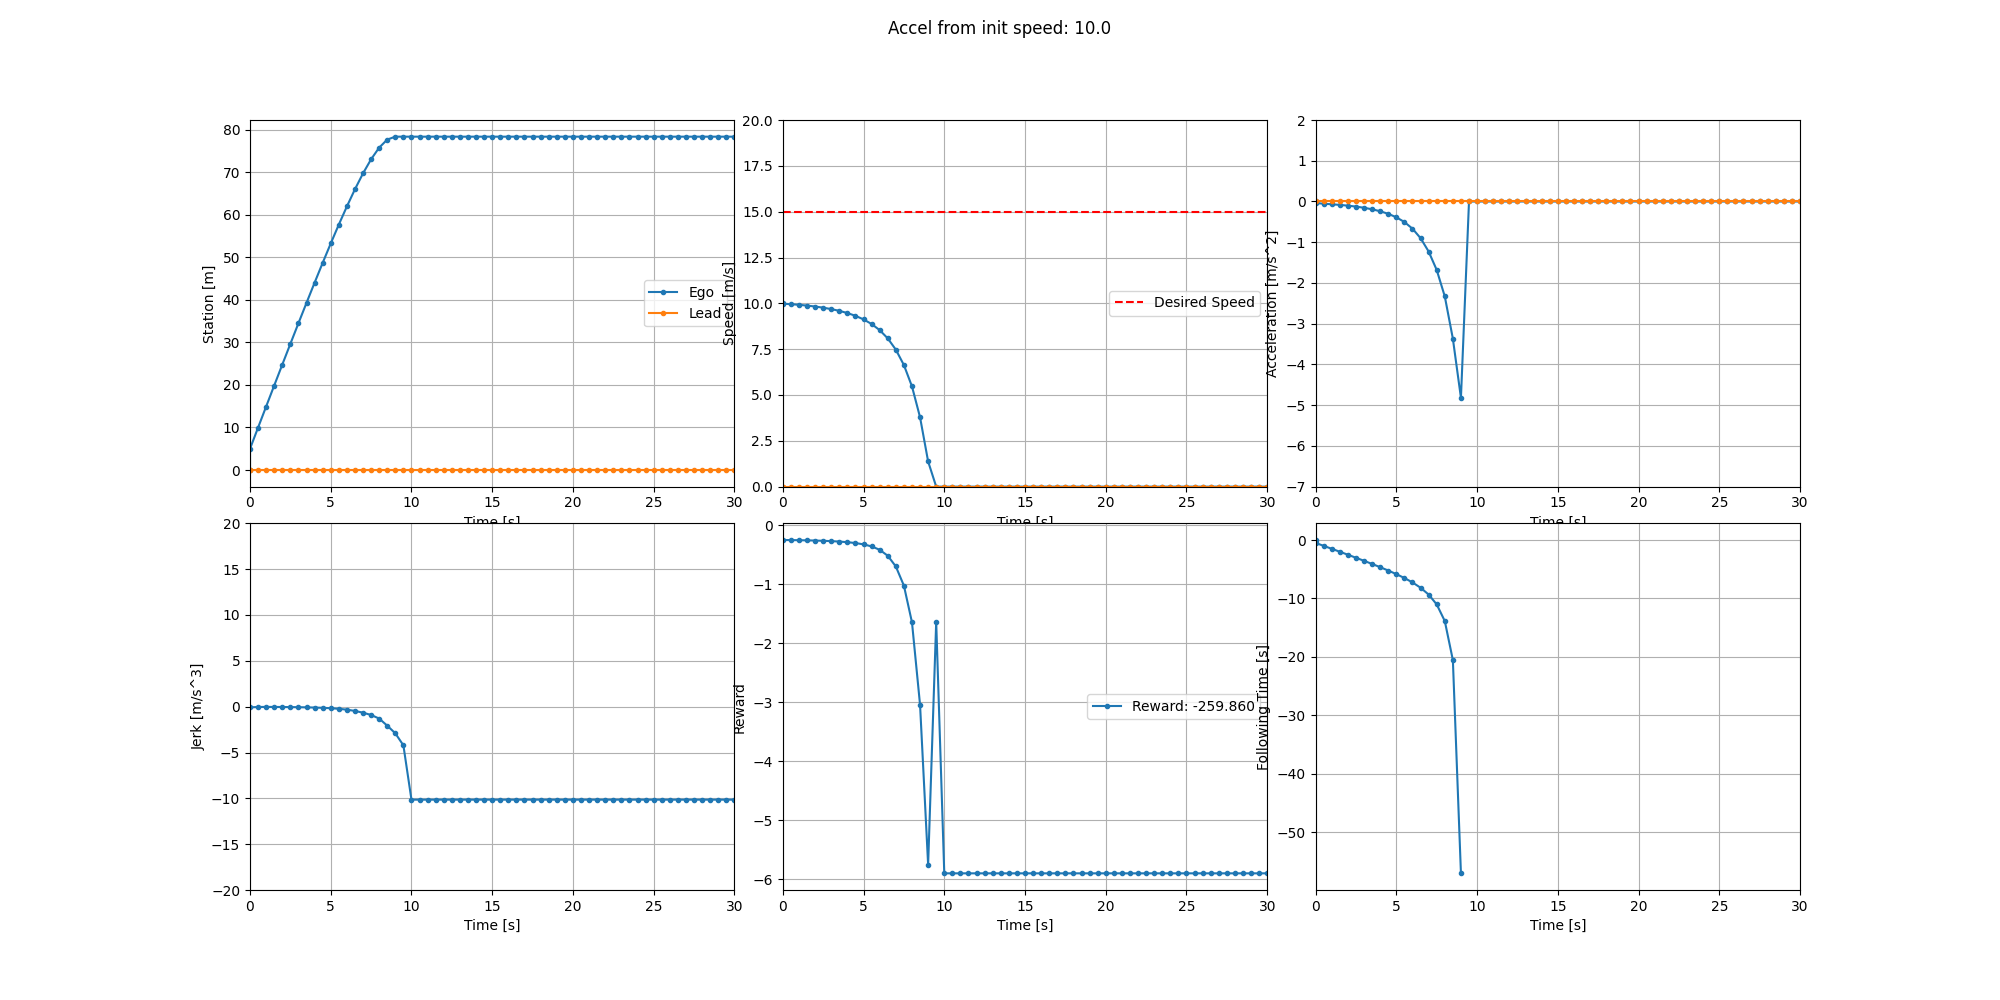 Accel from init speed: 10.0
80
70
60
50
40
30
20
10
0
Station [m]
Ego
Lead
0 5 10 15 20 25 30
Time [s]
20.0
17.5
15.0
12.5
10.0
7.5
5.0
2.5
0.0
Speed [m/s]
Desired Speed
0 5 10 15 20 25 30
Time [s]
2
1
0
−1
−2
−3
−4
−5
−6
−7
Acceleration [m/s^2]
0 5 10 15 20 25 30
Time [s]
20
15
10
5
0
−5
−10
−15
−20
Jerk [m/s^3]
0 5 10 15 20 25 30
Time [s]
0
−1
−2
−3
−4
−5
−6
Reward
Reward: -259.860
0 5 10 15 20 25 30
Time [s]
0
−10
−20
−30
−40
−50
Following Time [s]
0 5 10 15 20 25 30
Time [s]